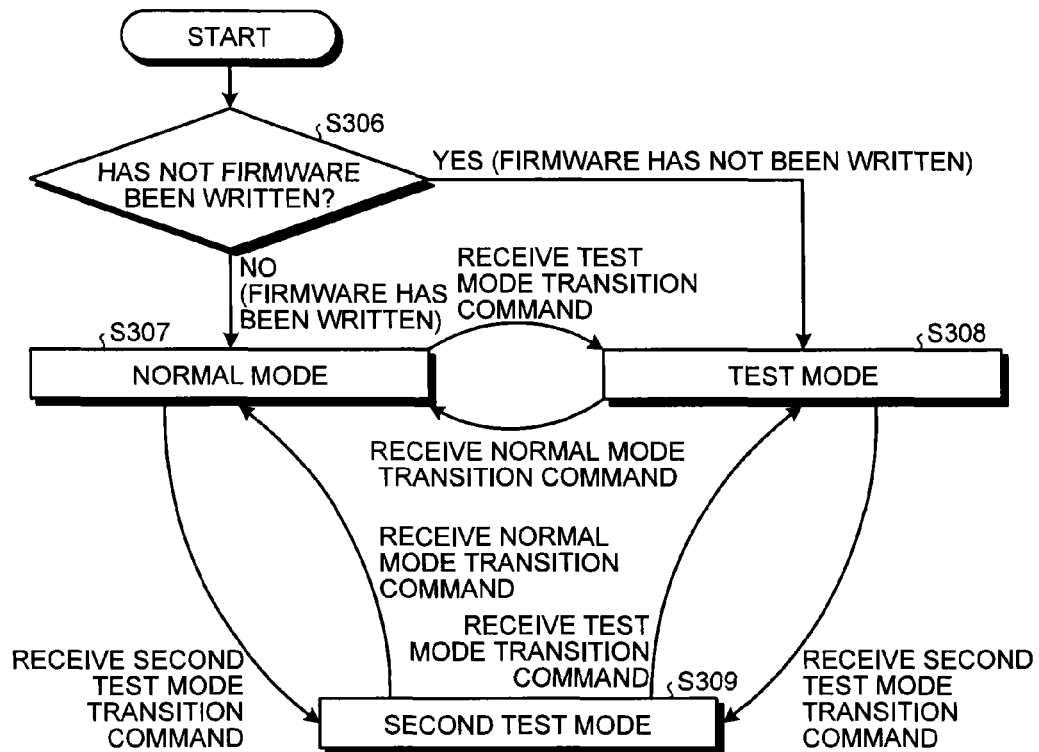 START
S306
HAS NOT FIRMWARE
BEEN WRITTEN?
YES (FIRMWARE HAS NOT BEEN WRITTEN)
NO
(FIRMWARE HAS
BEEN WRITTEN)
RECEIVE TEST
MODE TRANSITION
COMMAND
S307
NORMAL MODE
S308
TEST MODE
RECEIVE NORMAL MODE
TRANSITION COMMAND
RECEIVE NORMAL
MODE TRANSITION
COMMAND
RECEIVE TEST
MODE TRANSITION
COMMAND
RECEIVE SECOND
TEST MODE
TRANSITION
COMMAND
RECEIVE SECOND
TEST MODE
TRANSITION
COMMAND
S309
SECOND TEST MODE